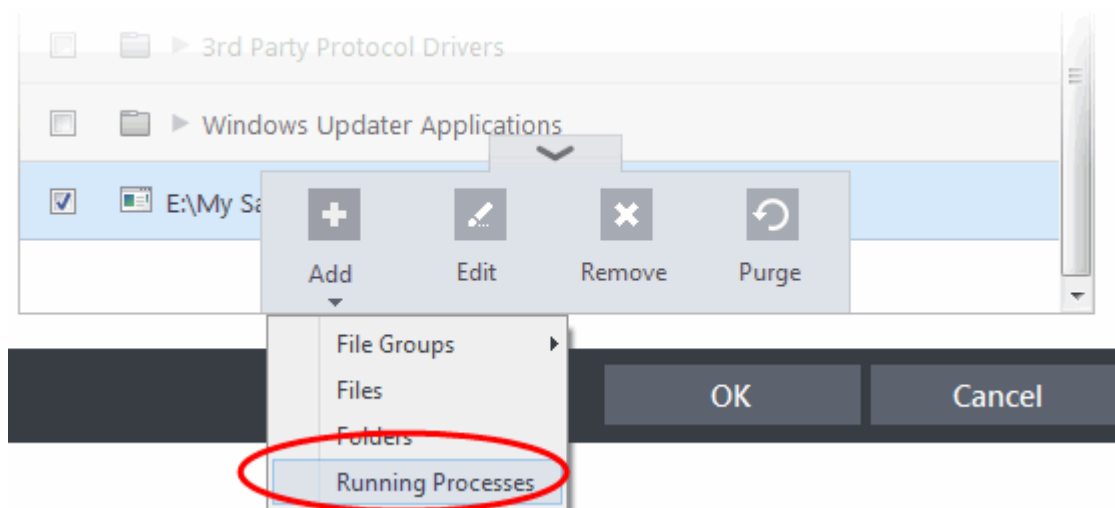 3rd Party Protocol Drivers
Windows Updater Applications
E:\My Sa
Add Edit Remove Purge
File Groups
Files
OK Cancel
Folders
Running Processes